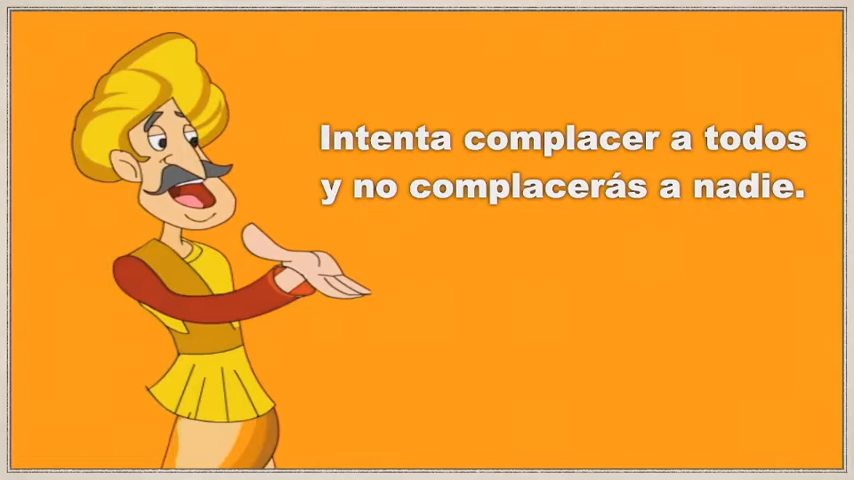 Intenta complacer a todos
y no complacerás a nadie.